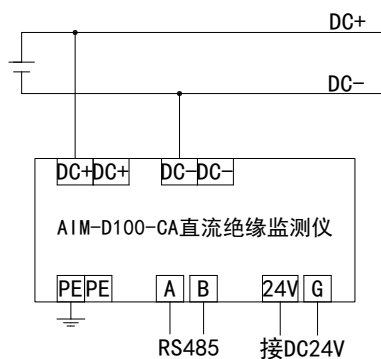 DC+
DC-
DC+ DC+ DC- DC-
AIM-D100-CA直流绝缘监测仪
PE PE A B 24V G
RS485 接DC24V